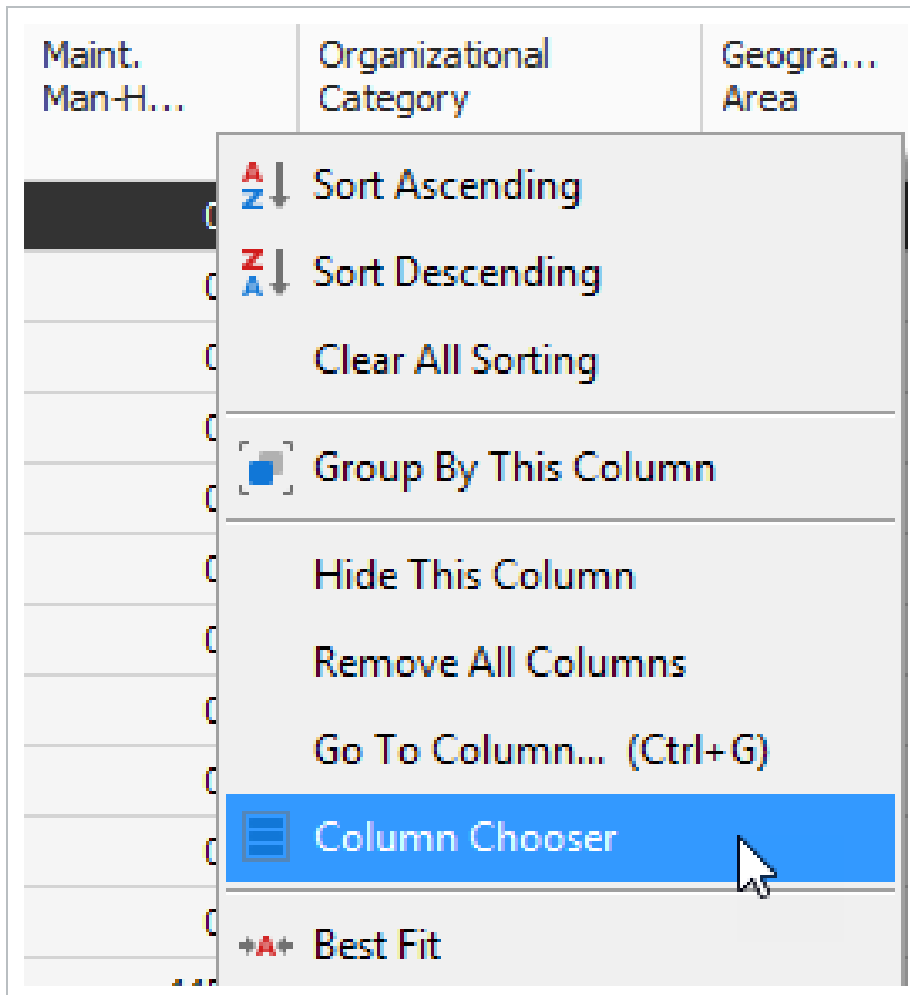 Maint.
Man-H...
Organizational
Category
Geogra...
Area
Sort Ascending
Sort Descending
Clear All Sorting
Group By This Column
Hide This Column
Remove All Columns
Go To Column... (Ctrl+G)
Column Chooser
Best Fit